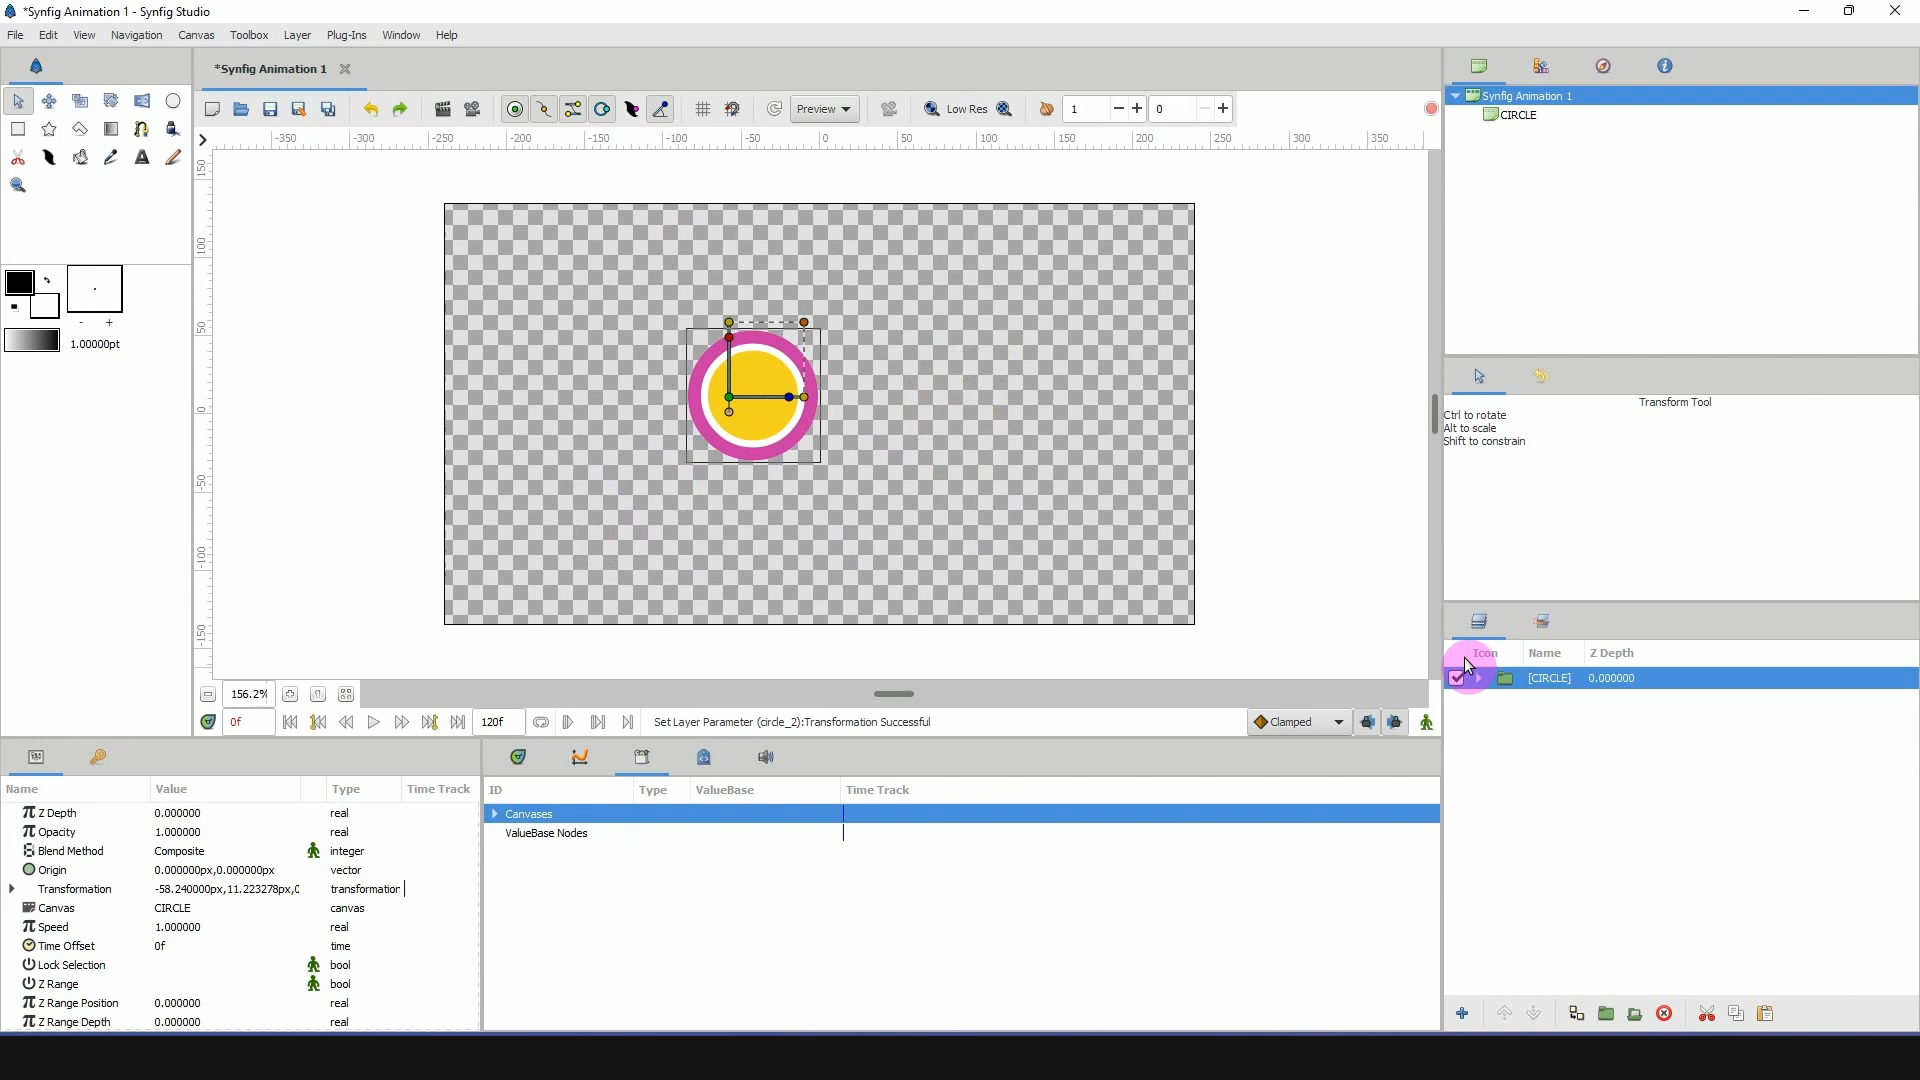 *Synfig Animation 1 - Synfig Studio
File Edit View Navigation Canvas Toolbox Layer Plug-Ins Window Help
*Synfig Animation 1
Preview Low Res 1 0
-350 -300 -250 -200 -150 -100 -50 0 50 100 150 200 250 300 350
150
100
50
0
-50
-100
-150
1.00000pt
Synfig Animation 1
CIRCLE
Transform Tool
Ctrl to rotate
Alt to scale
Shift to constrain
Icon Name Z Depth
[CIRCLE] 0.000000
156.2%
0f 120f Set Layer Parameter (circle_2):Transformation Successful Clamped
Name Value Type Time Track
Z Depth 0.000000 real
Opacity 1.000000 real
Blend Method Composite integer
Origin 0.000000px,0.000000px vector
Transformation -58.240000px,11.223278px,0 transformation
Canvas CIRCLE canvas
Speed 1.000000 real
Time Offset 0f time
Lock Selection bool
Z Range bool
Z Range Position 0.000000 real
Z Range Depth 0.000000 real
ID Type ValueBase Time Track
Canvases
ValueBase Nodes